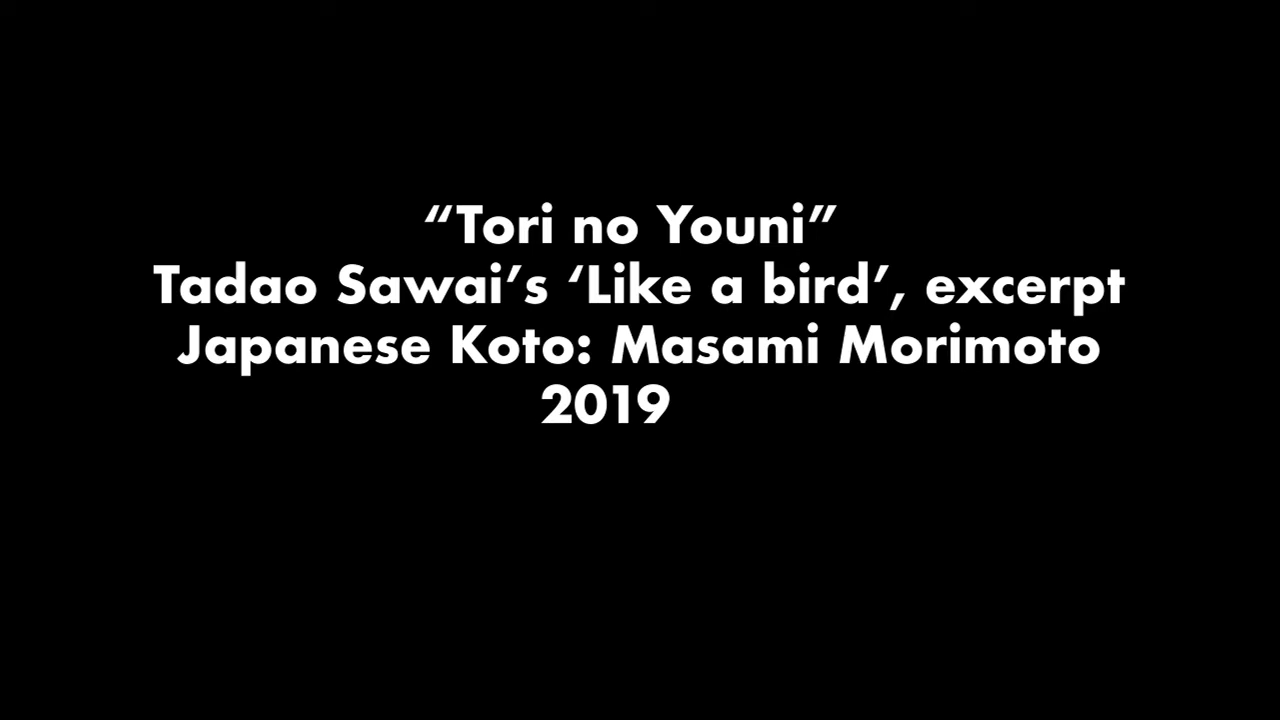 “Tori no Youni”
Tadao Sawai’s ‘Like a bird’, excerpt
Japanese Koto: Masami Morimoto
2019